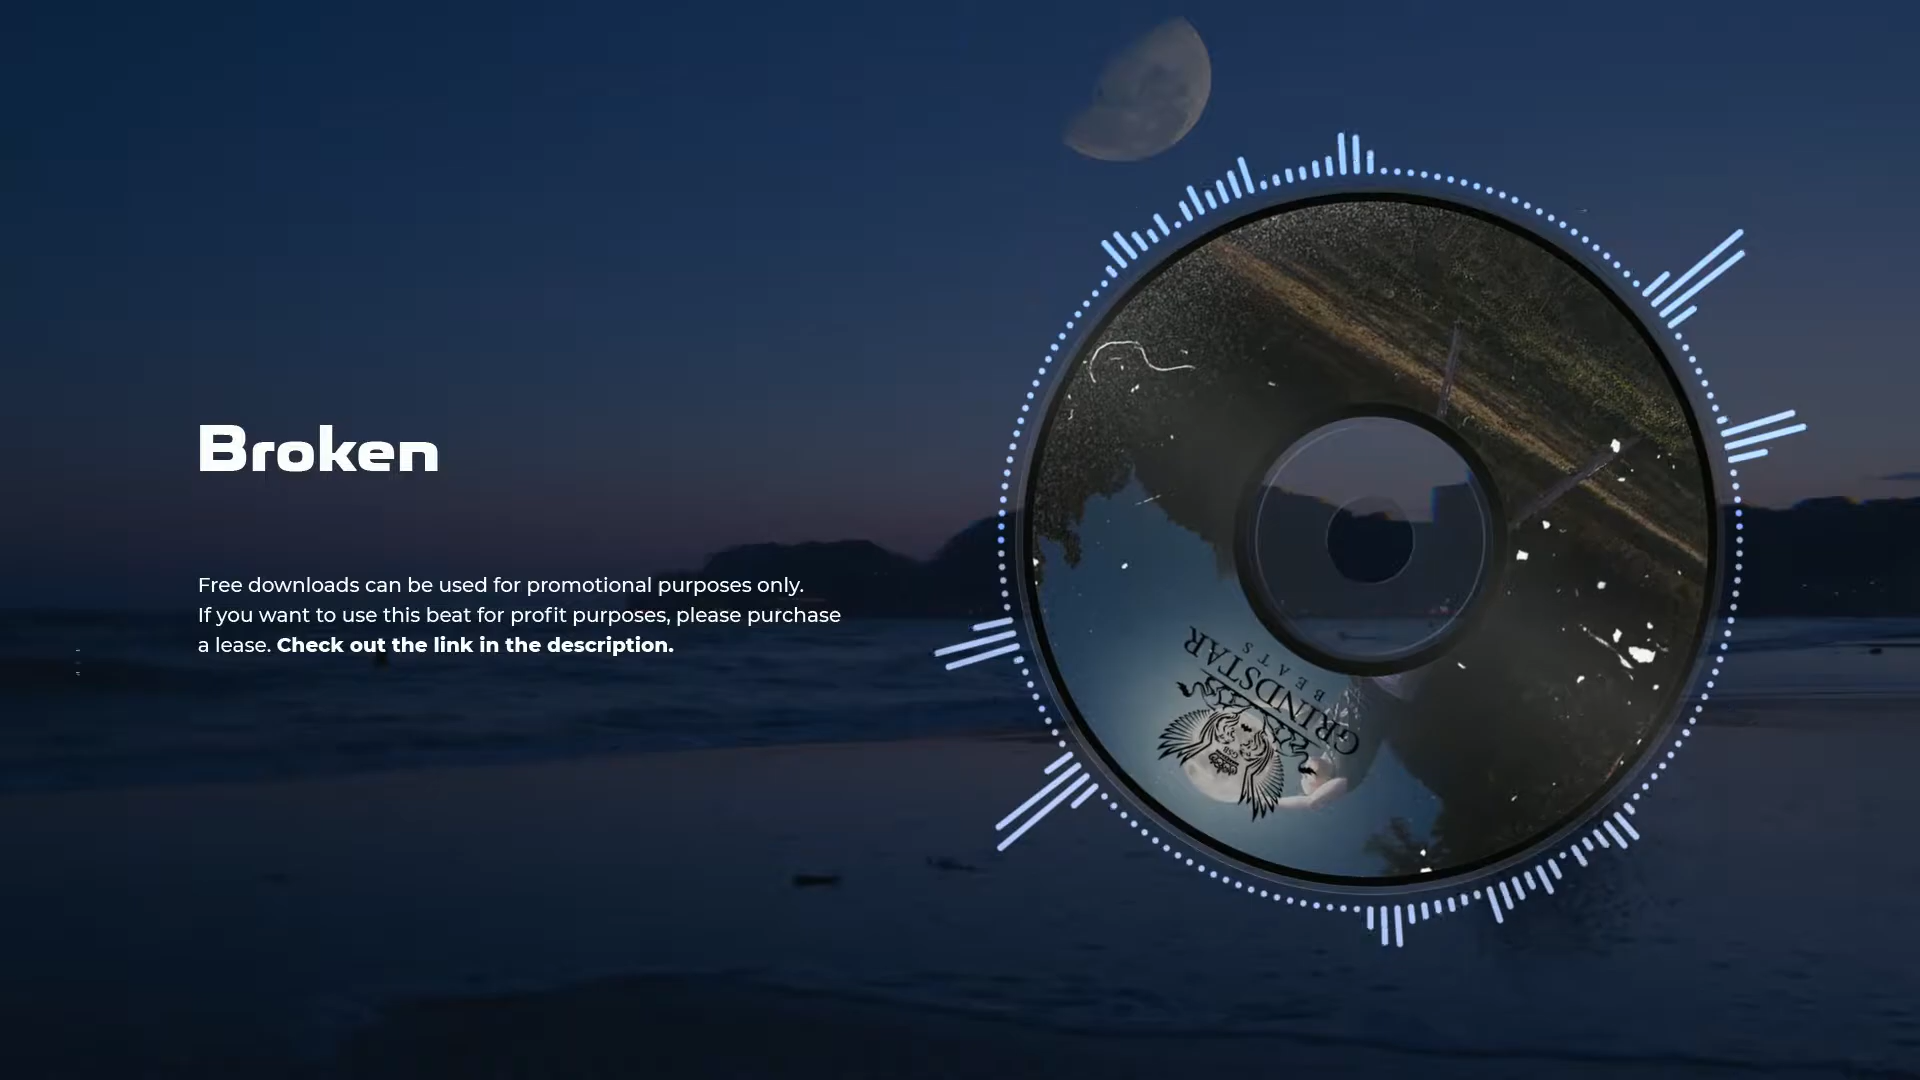 Broken
Free downloads can be used for promotional purposes only.
If you want to use this beat for profit purposes, please purchase
a lease. Check out the link in the description.
GRINDSTAR
BEATS
GSB